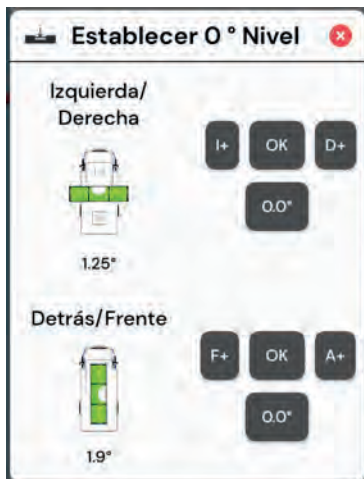 Establecer 0 ° Nivel
Izquierda/
Derecha
I+ OK D+
0.0°
1.25°
Detrás/Frente
F+ OK A+
0.0°
1.9°